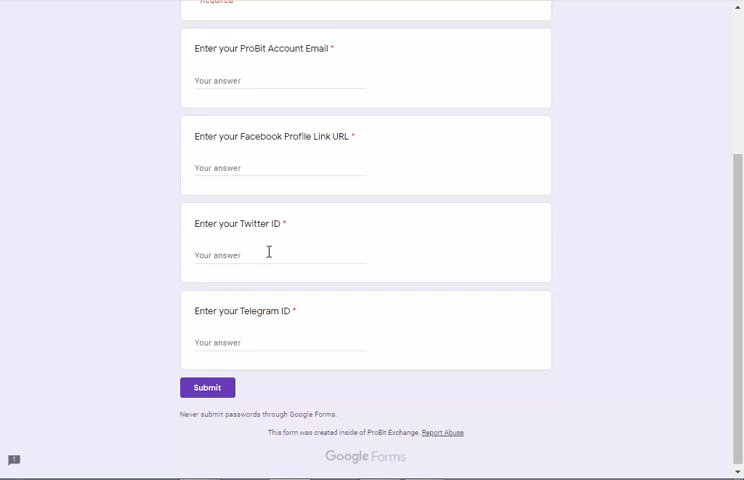 Required
Enter your ProBit Account Email *
Your answer
Enter your Facebook Profile Link URL *
Your answer
Enter your Twitter ID *
Your answer
Enter your Telegram ID *
Your answer
Submit
Never submit passwords through Google Forms.
This form was created inside of ProBit Exchange. Report Abuse
Google Forms